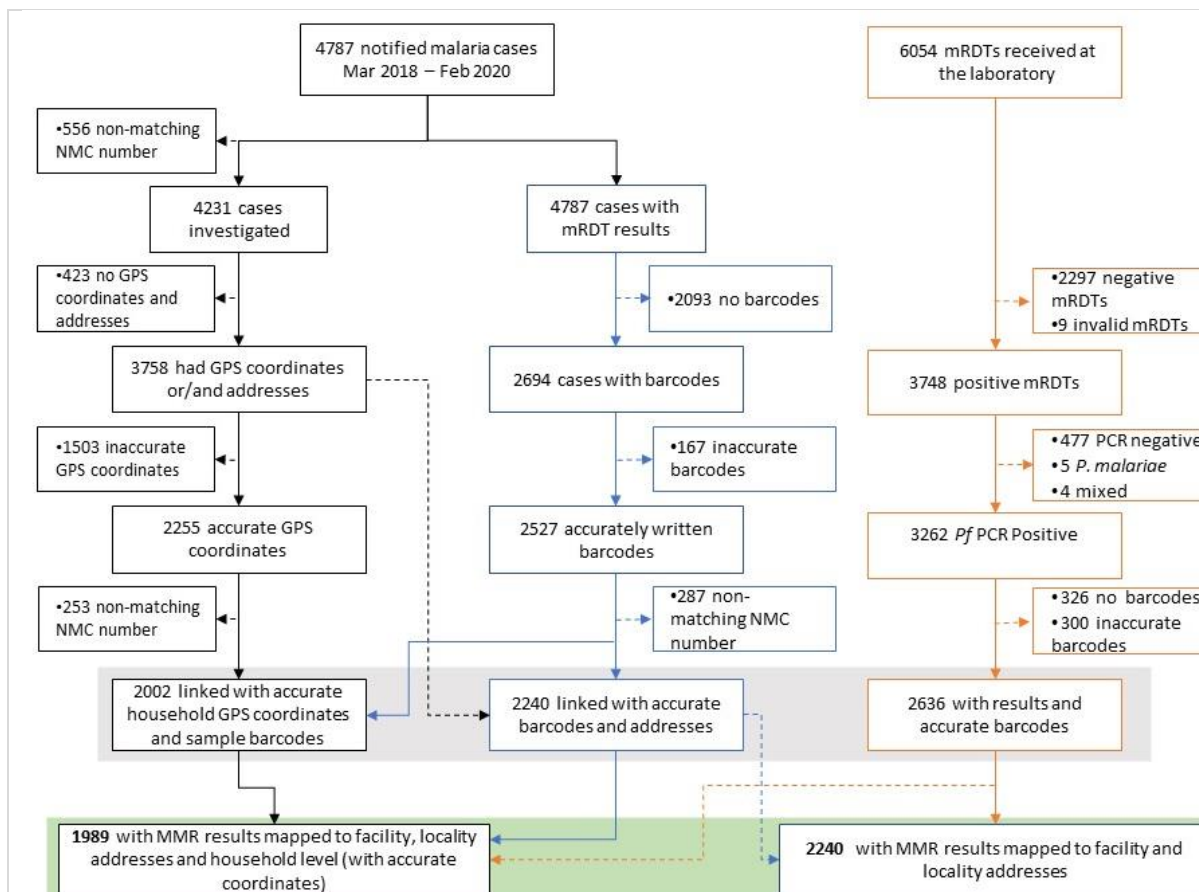 4787 notified malaria cases
Mar 2018 – Feb 2020
6054 mRDTs received at
the laboratory
•556 non-matching
NMC number
4231 cases
investigated
4787 cases with
mRDT results
•423 no GPS
coordinates and
addresses
•2093 no barcodes
•2297 negative
mRDTs
•9 invalid mRDTs
3758 had GPS coordinates
or/and addresses
2694 cases with barcodes
3748 positive mRDTs
•1503 inaccurate
GPS coordinates
•167 inaccurate
barcodes
•477 PCR negative
•5 P. malariae
•4 mixed
2255 accurate GPS
coordinates
2527 accurately written
barcodes
3262 Pf PCR Positive
•253 non-matching
NMC number
•287 non-
matching NMC
number
•326 no barcodes
•300 inaccurate
barcodes
2002 linked with accurate
household GPS coordinates
and sample barcodes
2240 linked with accurate
barcodes and addresses
2636 with results and
accurate barcodes
1989 with MMR results mapped to facility, locality
addresses and household level (with accurate
coordinates)
2240 with MMR results mapped to facility and
locality addresses